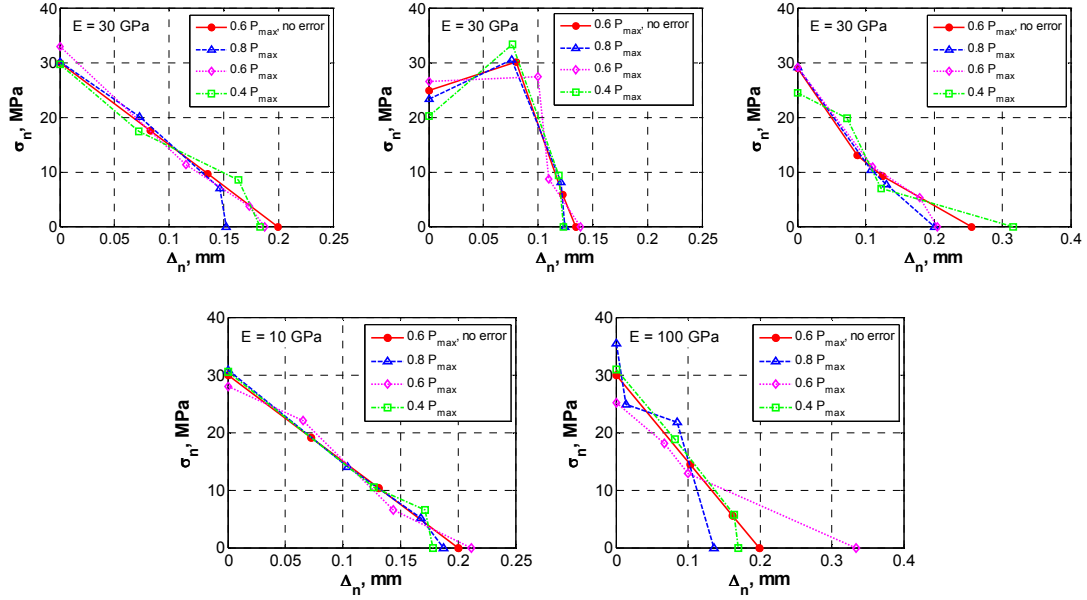 E = 30 GPa
0.6 Pmax, no error
0.8 Pmax
0.6 Pmax
0.4 Pmax
40
30
20
10
0
σn, MPa
0 0.05 0.1 0.15 0.2 0.25
Δn, mm
E = 30 GPa
0.6 Pmax, no error
0.8 Pmax
0.6 Pmax
0.4 Pmax
40
30
20
10
0
σn, MPa
0 0.05 0.1 0.15 0.2 0.25
Δn, mm
E = 30 GPa
0.6 Pmax, no error
0.8 Pmax
0.6 Pmax
0.4 Pmax
40
30
20
10
0
σn, MPa
0 0.1 0.2 0.3 0.4
Δn, mm
E = 10 GPa
0.6 Pmax, no error
0.8 Pmax
0.6 Pmax
0.4 Pmax
40
30
20
10
0
σn, MPa
0 0.05 0.1 0.15 0.2 0.25
Δn, mm
E = 100 GPa
0.6 Pmax, no error
0.8 Pmax
0.6 Pmax
0.4 Pmax
40
30
20
10
0
σn, MPa
0 0.1 0.2 0.3 0.4
Δn, mm